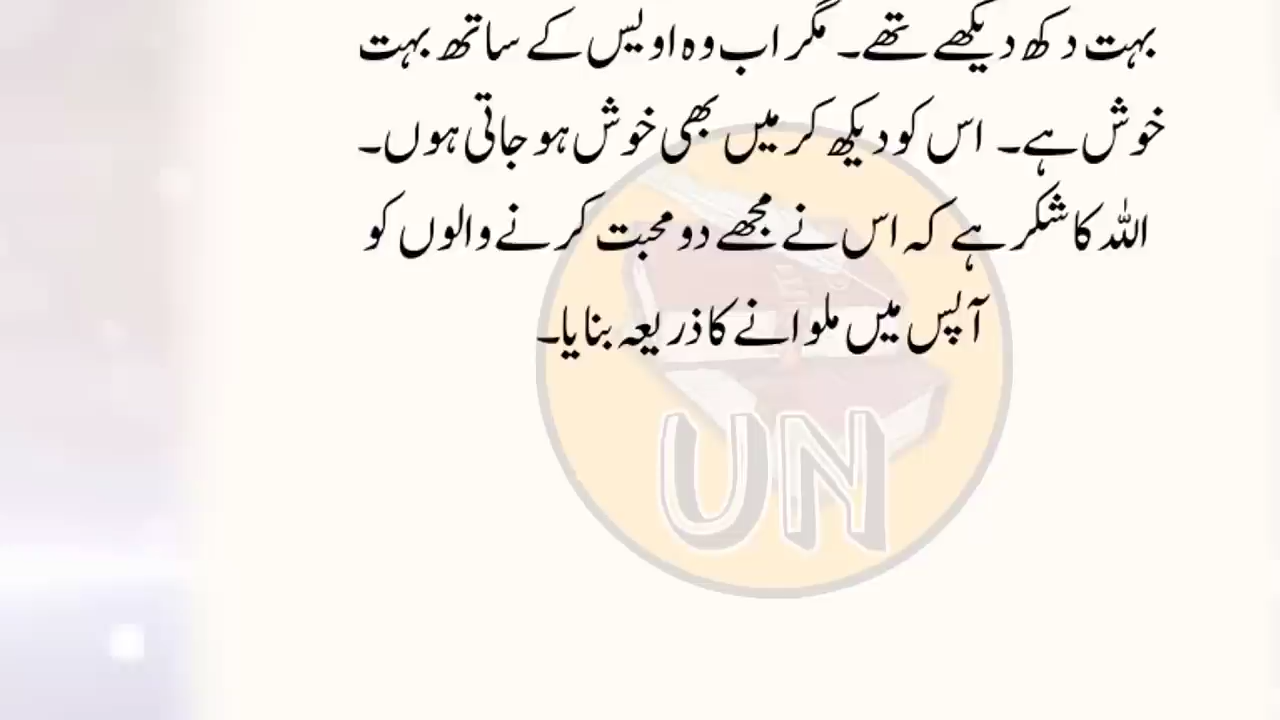 بہت دکھ دیکھے تھے۔ مگر اب وہ اویس کے ساتھ بہت
خوش ہے۔ اس کو دیکھ کر میں بھی خوش ہو جاتی ہوں۔
اللہ کا شکر ہے کہ اس نے مجھے دو محبت کرنے والوں کو
آپس میں ملوانے کا ذریعہ بنایا۔
UN